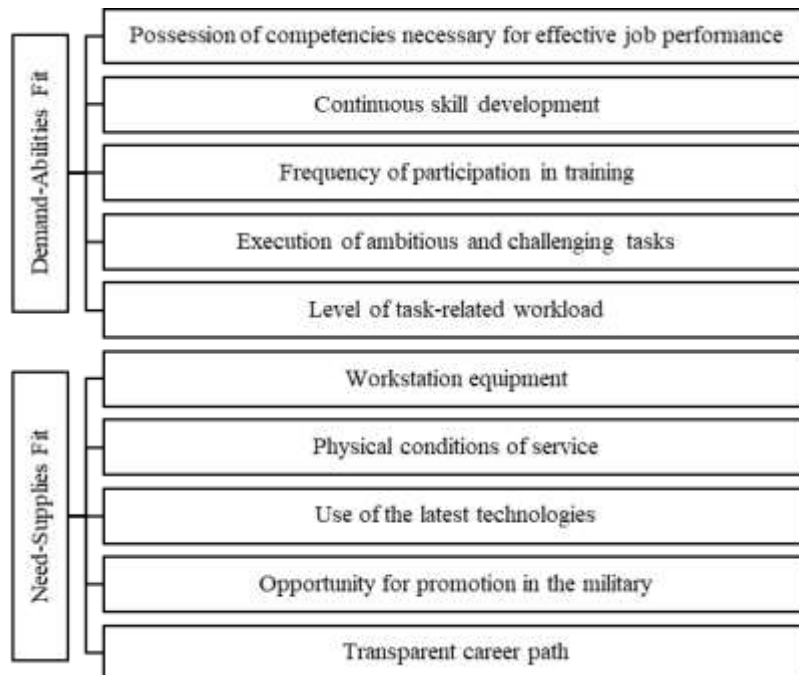 Demand-Abilities Fit
Possession of competencies necessary for effective job performance
Continuous skill development
Frequency of participation in training
Execution of ambitious and challenging tasks
Level of task-related workload
Need-Supplies Fit
Workstation equipment
Physical conditions of service
Use of the latest technologies
Opportunity for promotion in the military
Transparent career path